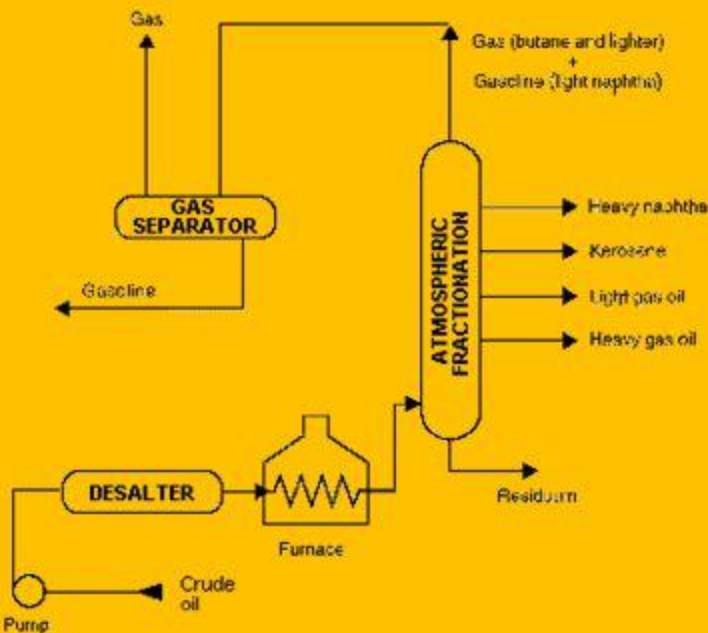 Gas
Gas (butane and lighter)
+
Gasoline (light naphtha)
GAS
SEPARATOR
Gasoline
ATMOSPHERIC
FRACTIONATION
Heavy naphtha
Kerosene
Light gas oil
Heavy gas oil
Residuum
DESALTER
Furnace
Crude
oil
Pump